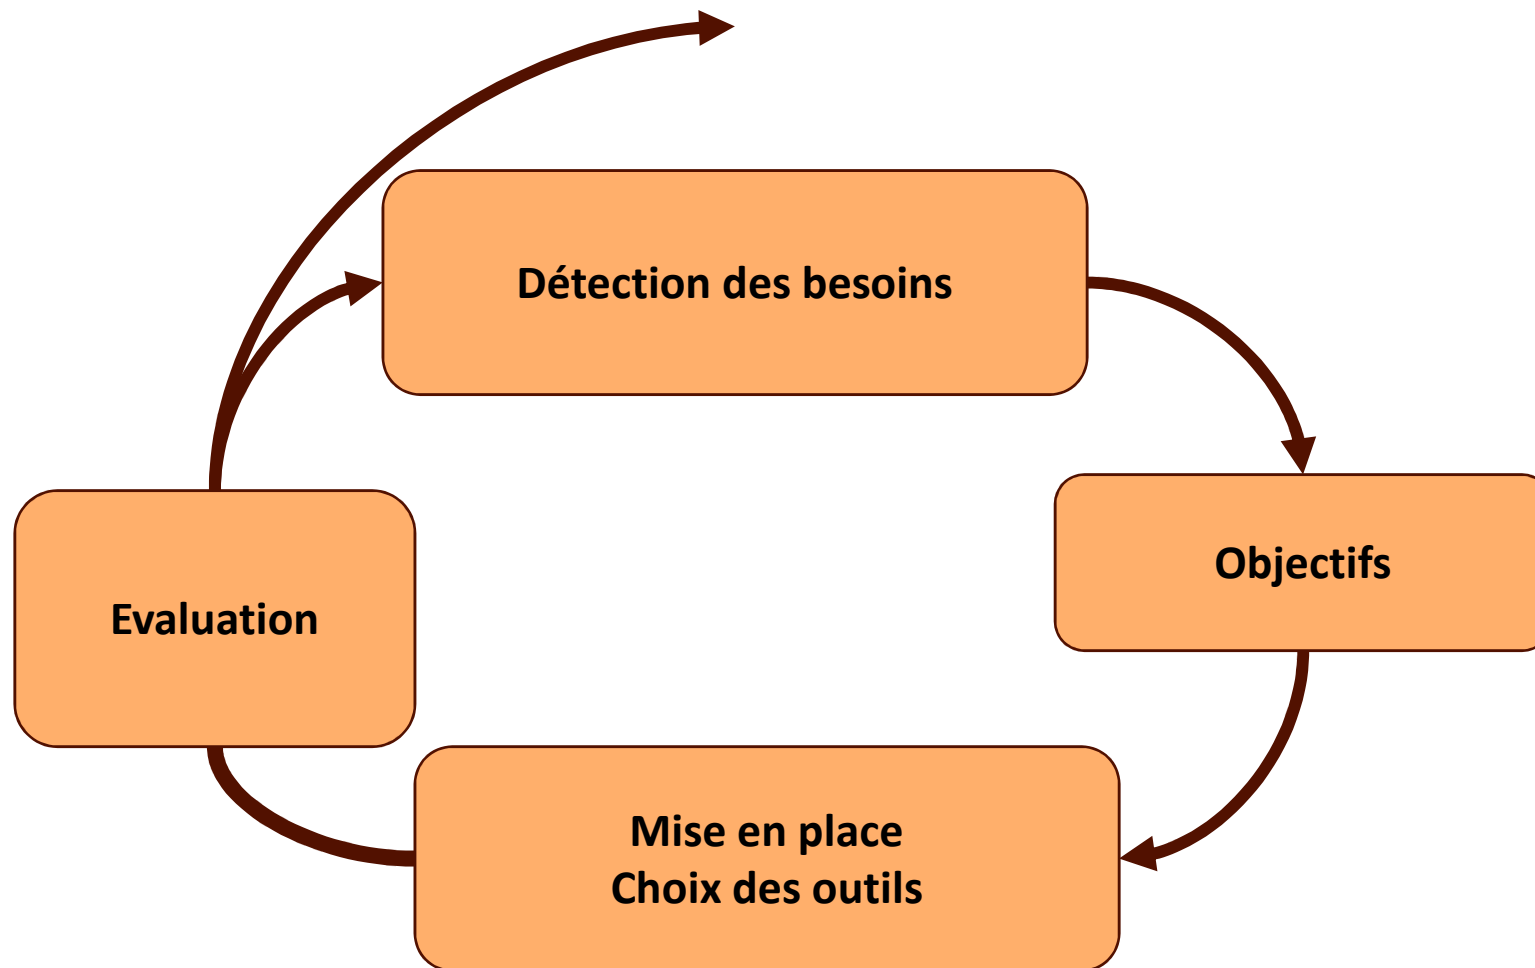 Détection des besoins
Objectifs
Evaluation
Mise en place
Choix des outils